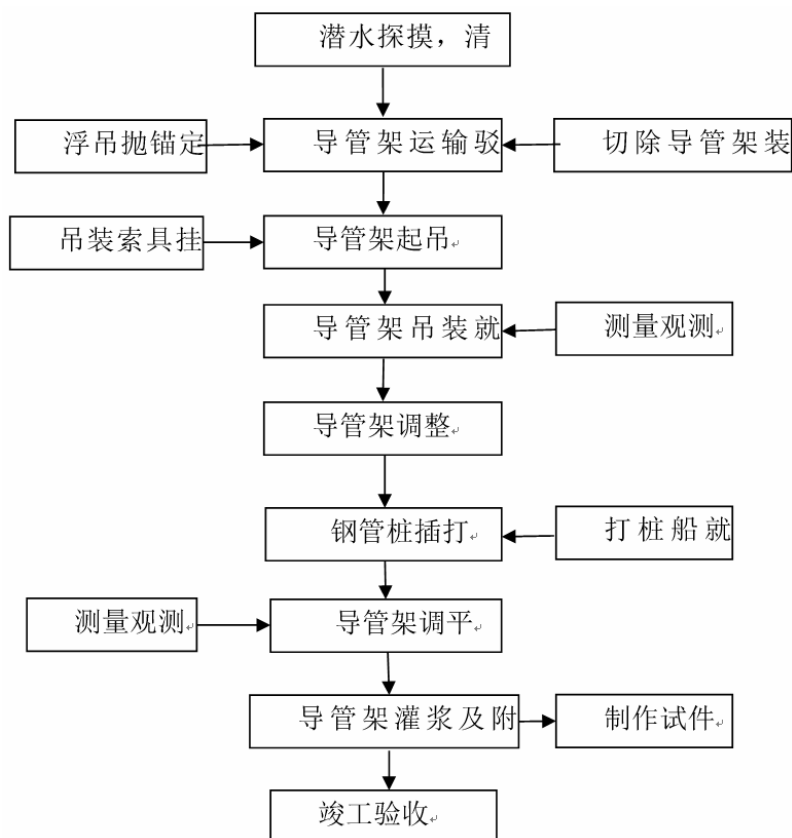 潜水探摸，清
浮吊抛锚定
导管架运输驳
切除导管架装
吊装索具挂
导管架起吊
导管架吊装就
测量观测
导管架调整
钢管桩插打
打桩船就
测量观测
导管架调平
导管架灌浆及附
制作试件
竣工验收